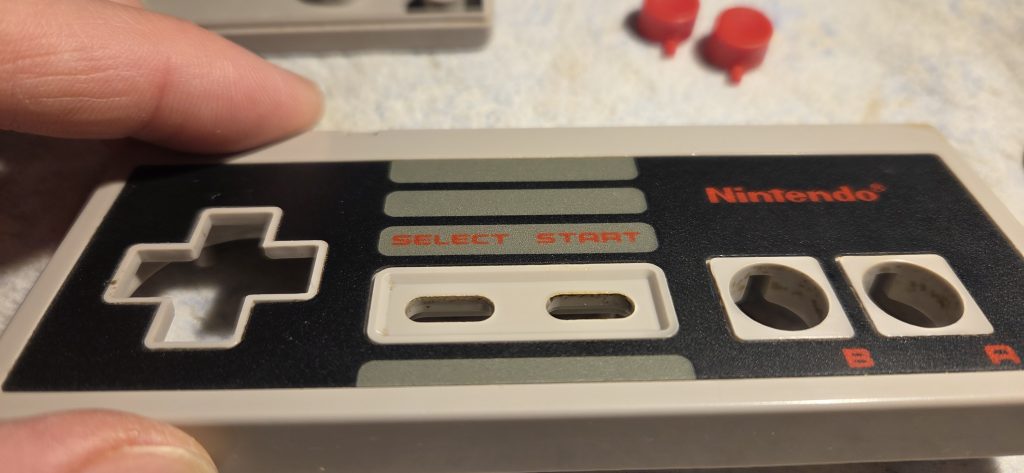 Nintendo®
SELECT START
B A